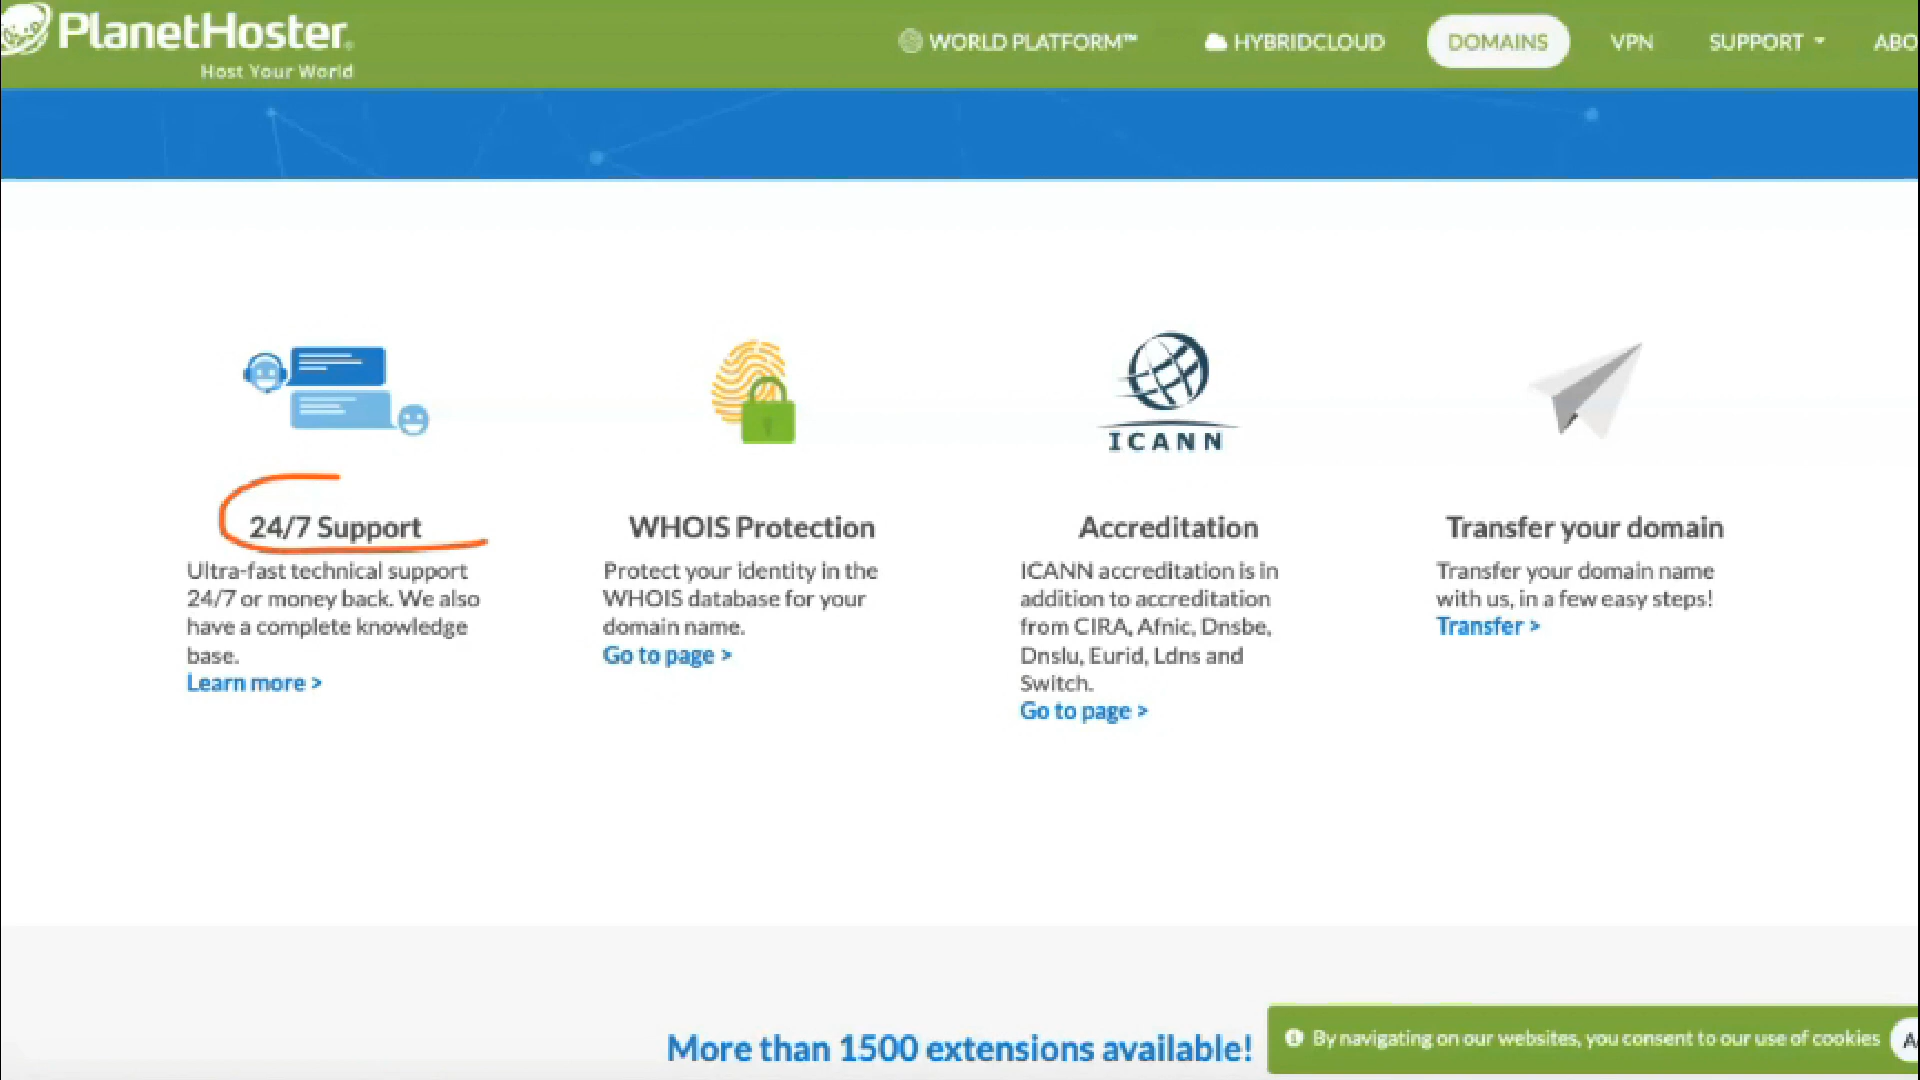 PlanetHoster
Host Your World
WORLD PLATFORM™
HYBRIDCLOUD
DOMAINS
VPN
SUPPORT
ABO
ICANN
24/7 Support
Ultra-fast technical support
24/7 or money back. We also
have a complete knowledge
base.
Learn more >
WHOIS Protection
Protect your identity in the
WHOIS database for your
domain name.
Go to page >
Accreditation
ICANN accreditation is in
addition to accreditation
from CIRA, Afnic, Dnsbe,
Dnslu, Eurid, Ldns and
Switch.
Go to page >
Transfer your domain
Transfer your domain name
with us, in a few easy steps!
Transfer >
More than 1500 extensions available!
By navigating on our websites, you consent to our use of cookies